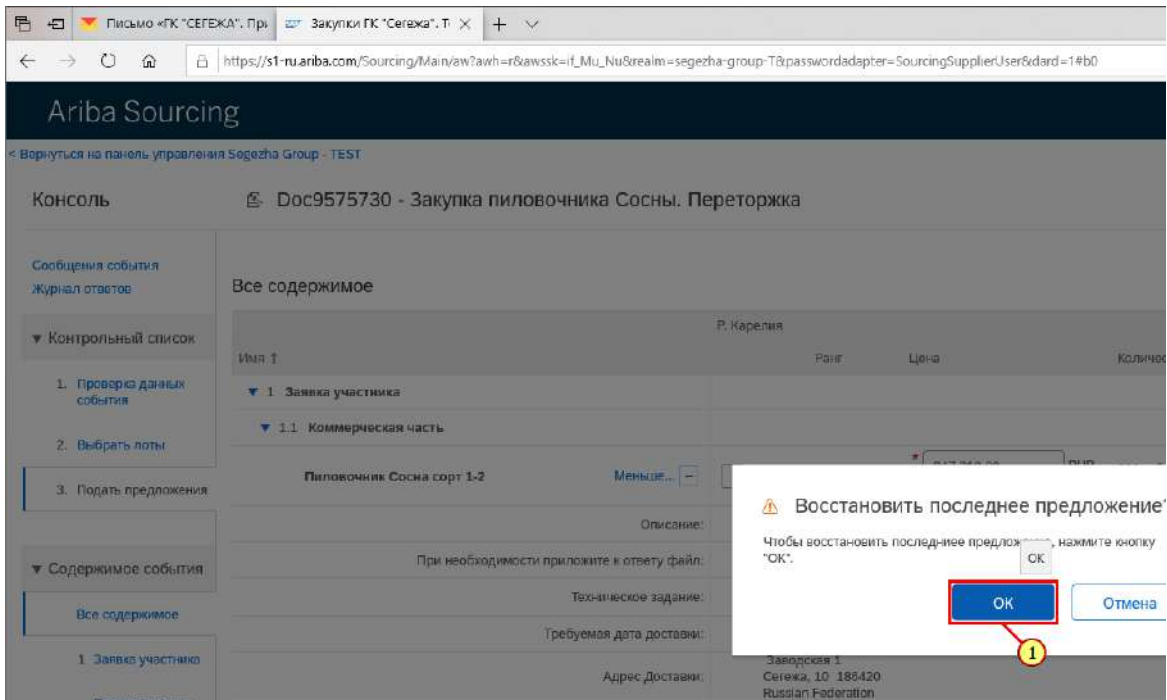 Письмо «ГК "СЕГЕЖА". При
Закупки ГК "Сегежа". Т
https://s1-ru.ariba.com/Sourcing/Main/aw?awh=r&awssk=if_Mu_Nu&realm=segezha-group-T&passwordadapter=SourcingSupplierUser&dard=1#b0
Ariba Sourcing
< Вернуться на панель управления Segezha Group - TEST
Консоль
Doc9575730 - Закупка пиловочника Сосны. Переторжка
Сообщения события
Журнал ответов
Все содержимое
▼ Контрольный список
Р. Карелия
Имя ↑
Ранг
Цена
Количес
1. Проверка данных
события
▼ 1 Заявка участника
▼ 1.1 Коммерческая часть
2. Выбрать лоты
Пиловочник Сосна сорт 1-2
Меньше... −
*
3. Подать предложения
Восстановить последнее предложение?
Описание:
Чтобы восстановить последниее
, нажмите кнопку
"OK".
OK
При необходимости приложите к ответу файл:
▼ Содержимое события
Техническое задание:
OK
Отмена
Все содержимое
Требуемая дата доставки:
1
1 Заявка участника
Адрес Доставки:
Заводская 1
Сегежа, 10 186420
Russian Federation